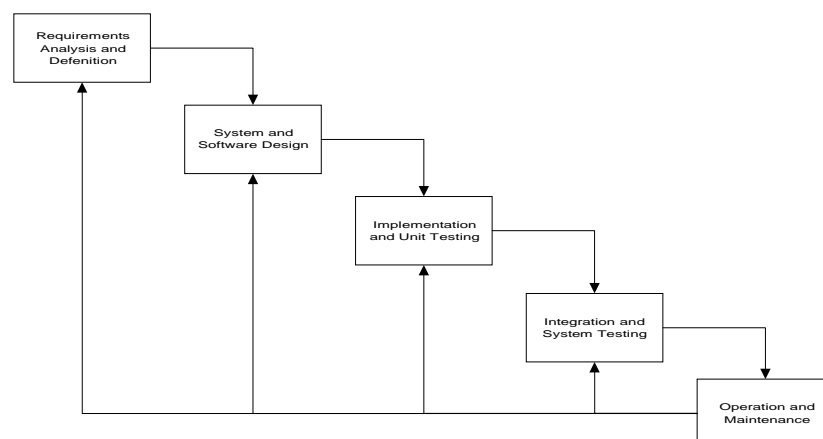 Requirements
Analysis and
Defenition
System and
Software Design
Implementation
and Unit Testing
Integration and
System Testing
Operation and
Maintenance